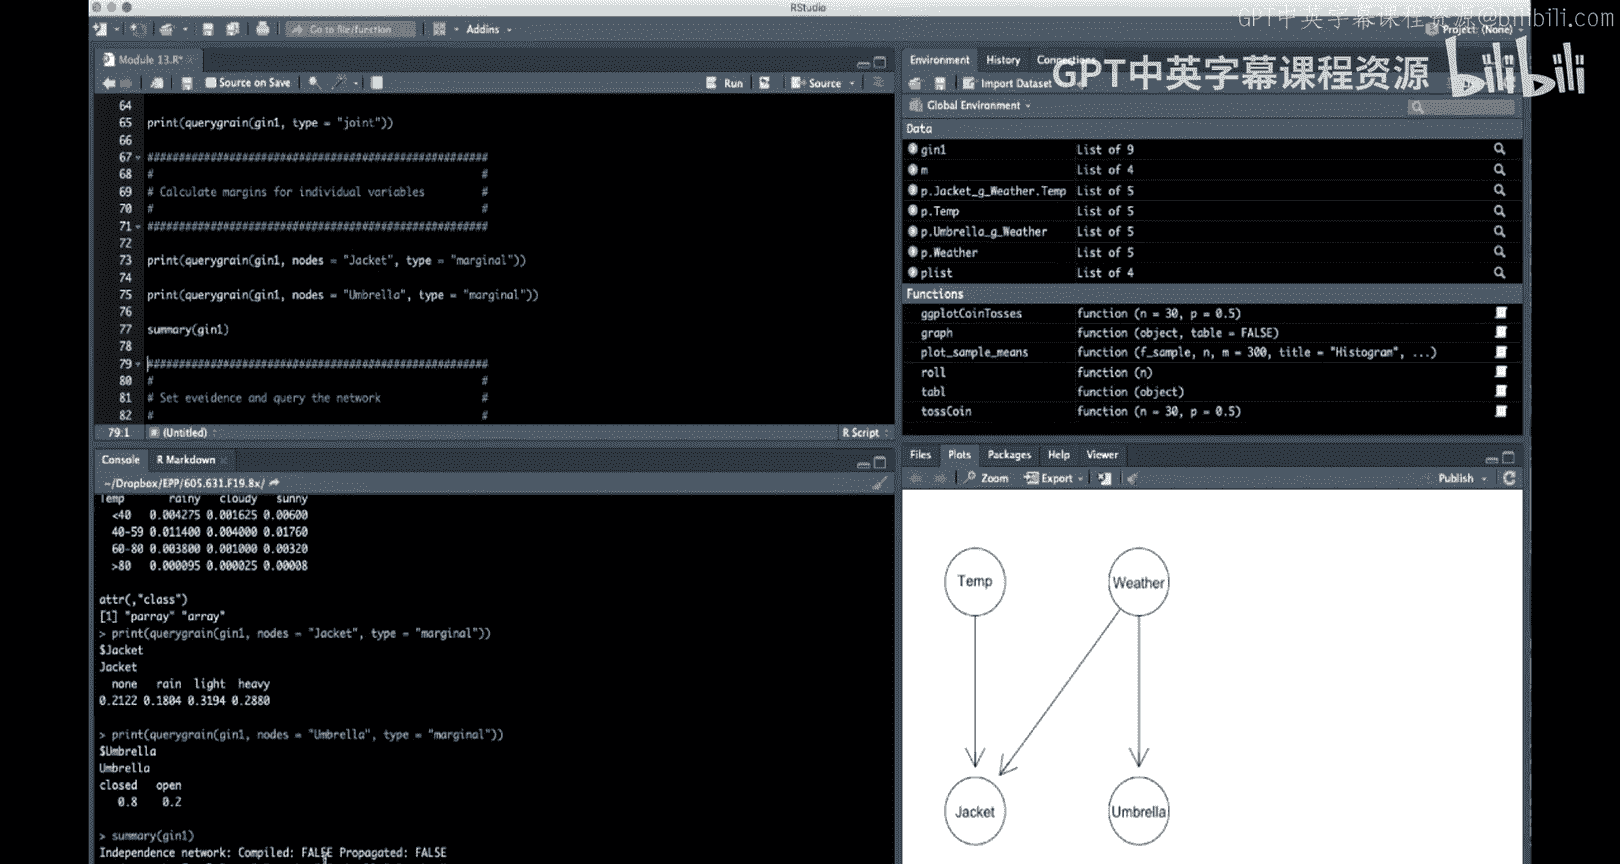 RStudio
GPT中英字幕课程资源@bilibili.com
Go to file/function
Addins
Project: (None)
Module 13.R*
Source on Save
Run
Source
64
65 print(querygrain(gin1, type = "joint"))
66
67 #######################################################
68 # #
69 # Calculate margins for individual variables #
70 # #
71 #######################################################
72
73 print(querygrain(gin1, nodes = "Jacket", type = "marginal"))
74
75 print(querygrain(gin1, nodes = "Umbrella", type = "marginal"))
76
77 summary(gin1)
78
79 #######################################################
80 # #
81 # Set eveidence and query the network #
82 # #
79:1 (Untitled) R Script
Console R Markdown
~/Dropbox/EPP/605.631.F19.8x/
Temp rainy cloudy sunny
<40 0.004275 0.001625 0.00600
40-59 0.011400 0.004000 0.01760
60-80 0.003800 0.001000 0.00320
>80 0.000095 0.000025 0.00008
attr(,"class")
[1] "parray" "array"
> print(querygrain(gin1, nodes = "Jacket", type = "marginal"))
$Jacket
Jacket
none rain light heavy
0.2122 0.1804 0.3194 0.2880
> print(querygrain(gin1, nodes = "Umbrella", type = "marginal"))
$Umbrella
Umbrella
closed open
0.8 0.2
> summary(gin1)
Independence network: Compiled: FALSE Propagated: FALSE
Environment History Connections
GPT中英字幕课程资源 bilibili
Import Dataset
Global Environment
Data
gin1 List of 9
m List of 4
p.Jacket_g_Weather.Temp List of 5
p.Temp List of 5
p.Umbrella_g_Weather List of 5
p.Weather List of 5
plist List of 4
Functions
ggplotCoinTosses function (n = 30, p = 0.5)
graph function (object, table = FALSE)
plot_sample_means function (f_sample, n, m = 300, title = "Histogram", ...)
roll function (n)
tabl function (object)
tossCoin function (n = 30, p = 0.5)
Files Plots Packages Help Viewer
Zoom Export Publish
Temp Weather
Jacket Umbrella